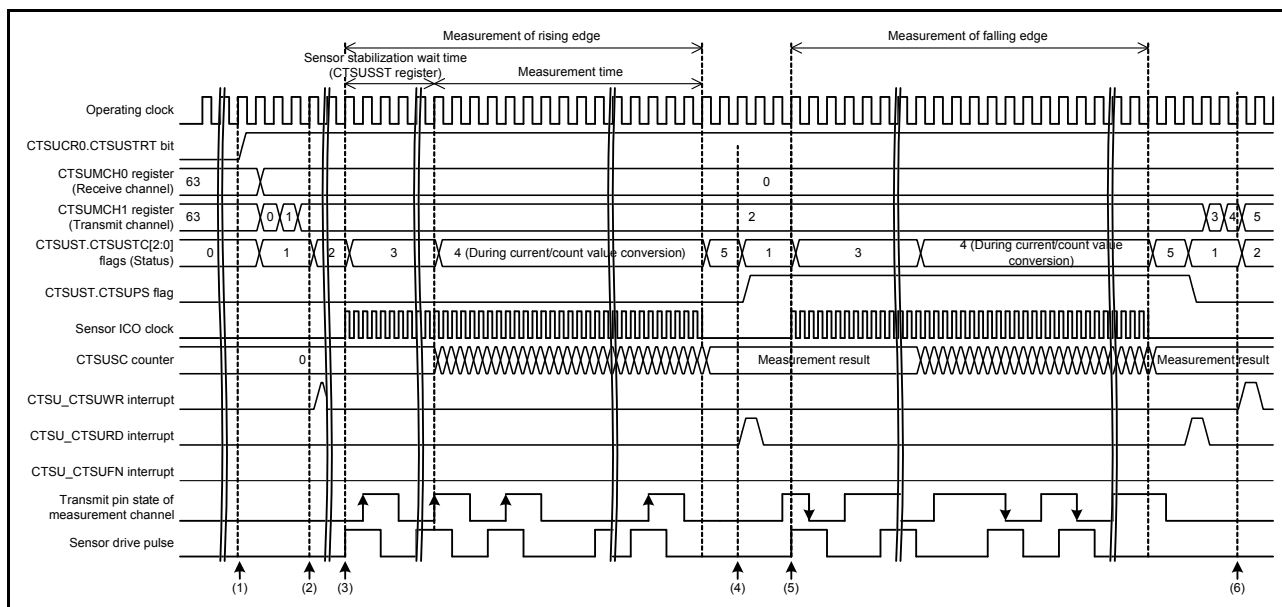 Measurement of rising edge
Measurement of falling edge
Sensor stabilization wait time
(CTSUSST register)
Measurement time
Operating clock
CTSUCR0.CTSUSTRT bit
CTSUMCH0 register
(Receive channel)
63
0
CTSUMCH1 register
(Transmit channel)
63
0
1
2
3
4
5
CTSUST.CTSUSTC[2:0]
flags (Status)
0
1
2
3
4 (During current/count value conversion)
5
1
3
4 (During current/count value
conversion)
5
1
2
CTSUST.CTSUPS flag
Sensor ICO clock
CTSUSC counter
0
Measurement result
Measurement result
CTSU_CTSUWR interrupt
CTSU_CTSURD interrupt
CTSU_CTSUFN interrupt
Transmit pin state of
measurement channel
Sensor drive pulse
(1)
(2)
(3)
(4)
(5)
(6)